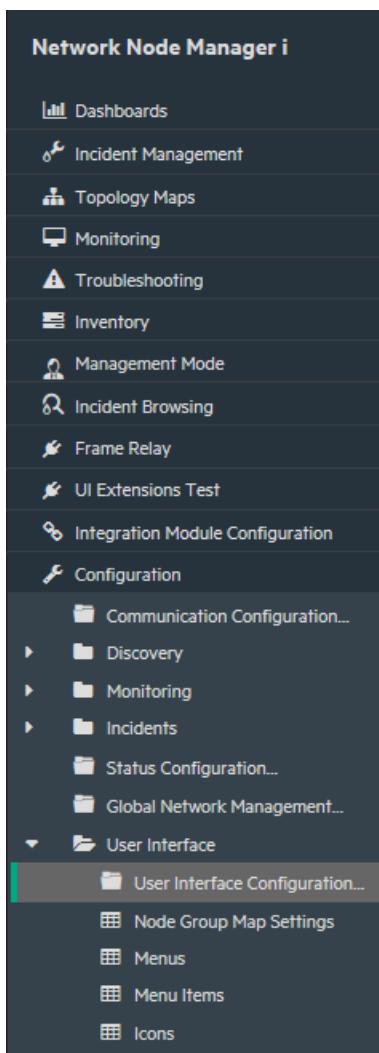 Network Node Manager i
Dashboards
Incident Management
Topology Maps
Monitoring
Troubleshooting
Inventory
Management Mode
Incident Browsing
Frame Relay
UI Extensions Test
Integration Module Configuration
Configuration
Communication Configuration...
Discovery
Monitoring
Incidents
Status Configuration...
Global Network Management...
User Interface
User Interface Configuration...
Node Group Map Settings
Menus
Menu Items
Icons